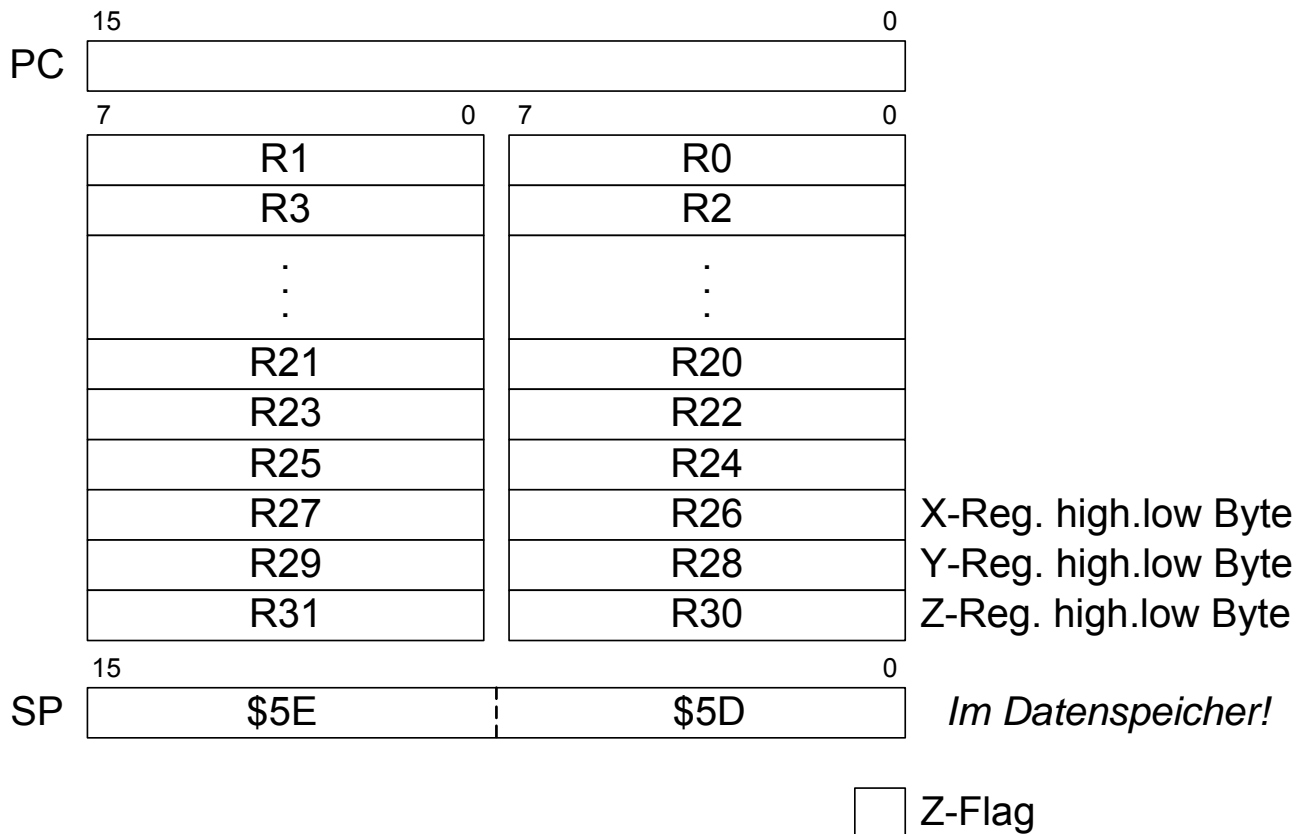 15 0
PC
7 0 7 0
R1 R0
R3 R2
. .
. .
. .
R21 R20
R23 R22
R25 R24
R27 R26 X-Reg. high.low Byte
R29 R28 Y-Reg. high.low Byte
R31 R30 Z-Reg. high.low Byte
15 0
SP $5E $5D Im Datenspeicher!
Z-Flag